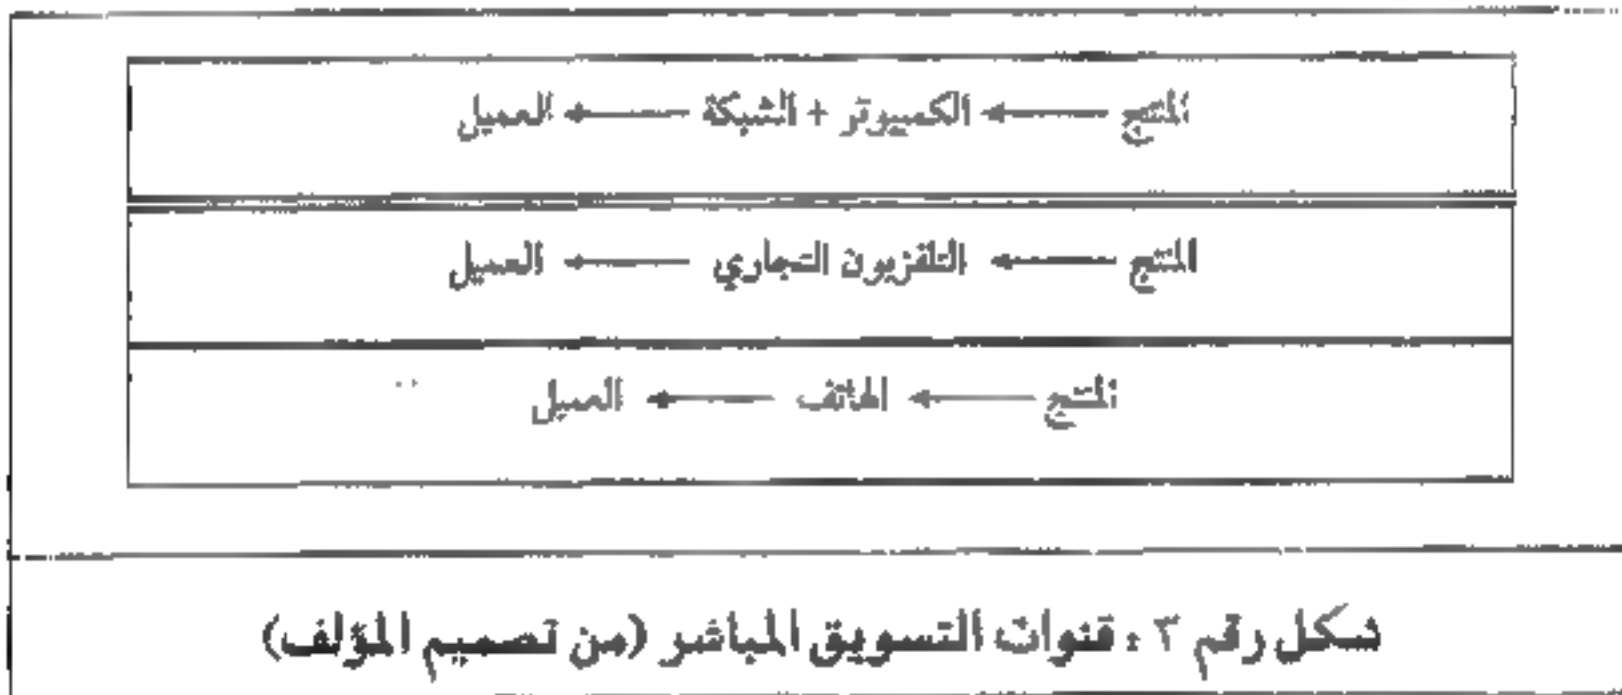 المنتج ← الكمبيوتر + الشبكة ← العميل
المنتج ← التلفزيون التجاري ← العميل
المنتج ← الهاتف ← العميل
شكل رقم ٣ : قنوات التسويق المباشر (من تصميم المؤلف)